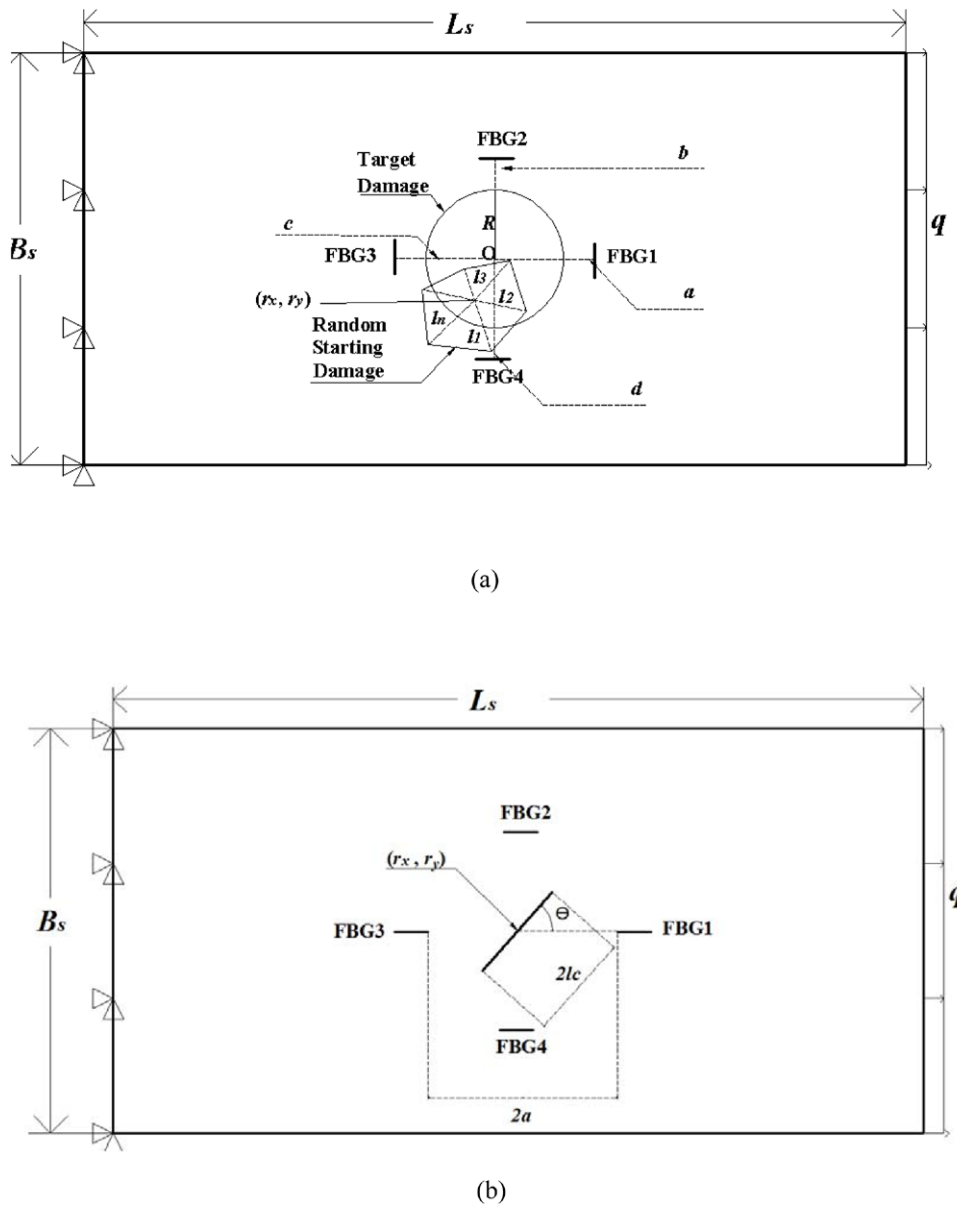 Ls
FBG2
Target
Damage
b
R
c
Bs
O
q
FBG3
FBG1
l3
a
(rx, ry)
l2
ln
Random
Starting
Damage
l1
FBG4
d
(a)
Ls
FBG2
(rx , ry)
Bs
q
ϴ
FBG3
FBG1
2lc
FBG4
2a
(b)